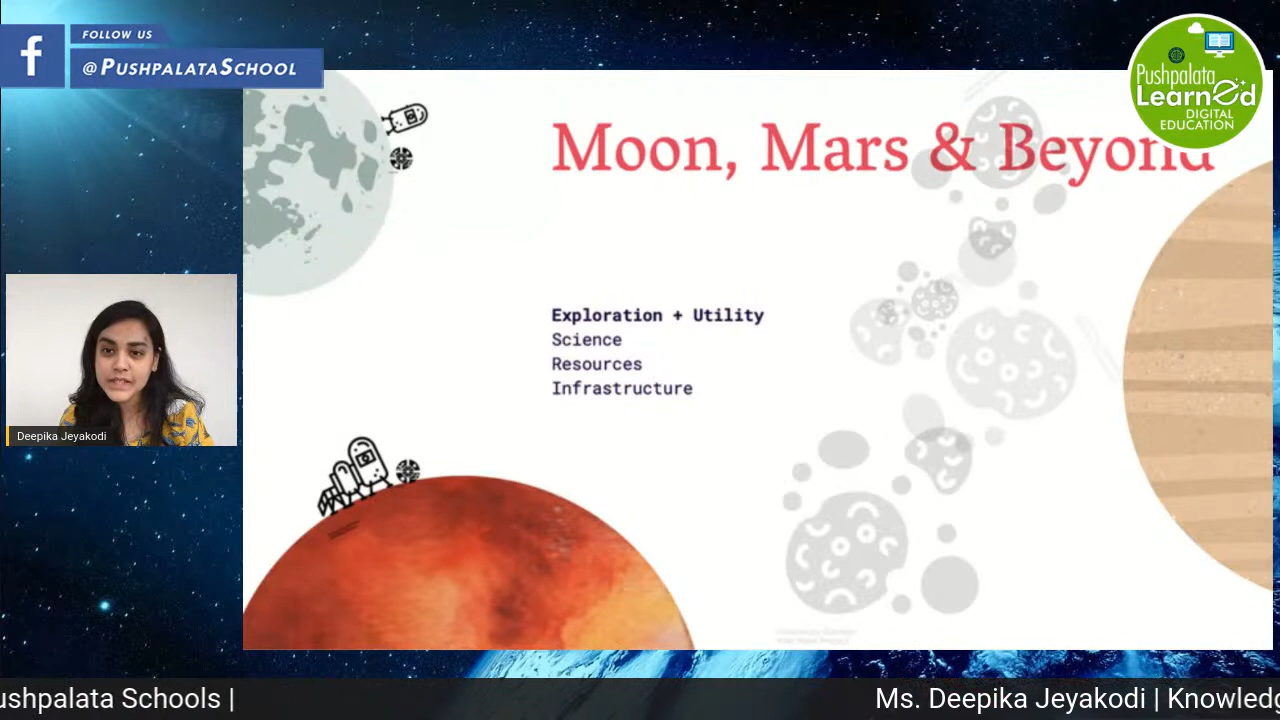 FOLLOW US
@PUSHPALATASCHOOL
Pushpalata
Learned
DIGITAL
EDUCATION
Moon, Mars & Beyond
Exploration + Utility
Science
Resources
Infrastructure
Deepika Jeyakodi
ushpalata Schools |
Ms. Deepika Jeyakodi | Knowledg